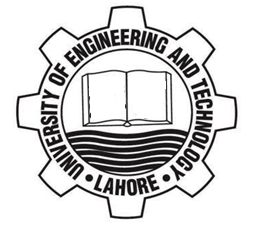 UNIVERSITY OF ENGINEERING AND TECHNOLOGY
• LAHORE •